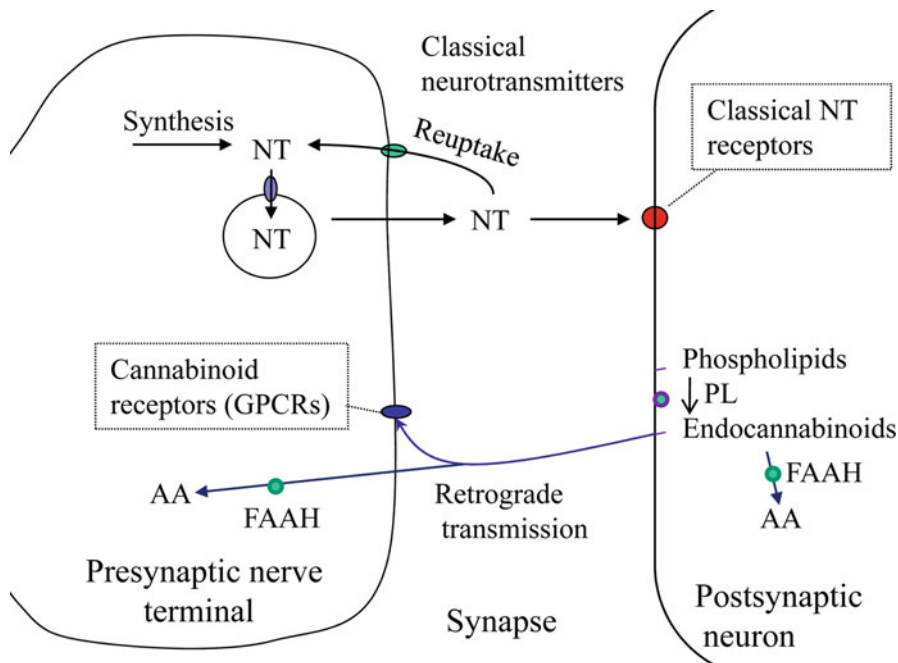 Classical
neurotransmitters
Classical NT
receptors
Synthesis
NT
Reuptake
NT
NT
Cannabinoid
receptors (GPCRs)
Phospholipids
PL
Endocannabinoids
FAAH
AA
AA
FAAH
Retrograde
transmission
Presynaptic nerve
terminal
Synapse
Postsynaptic
neuron